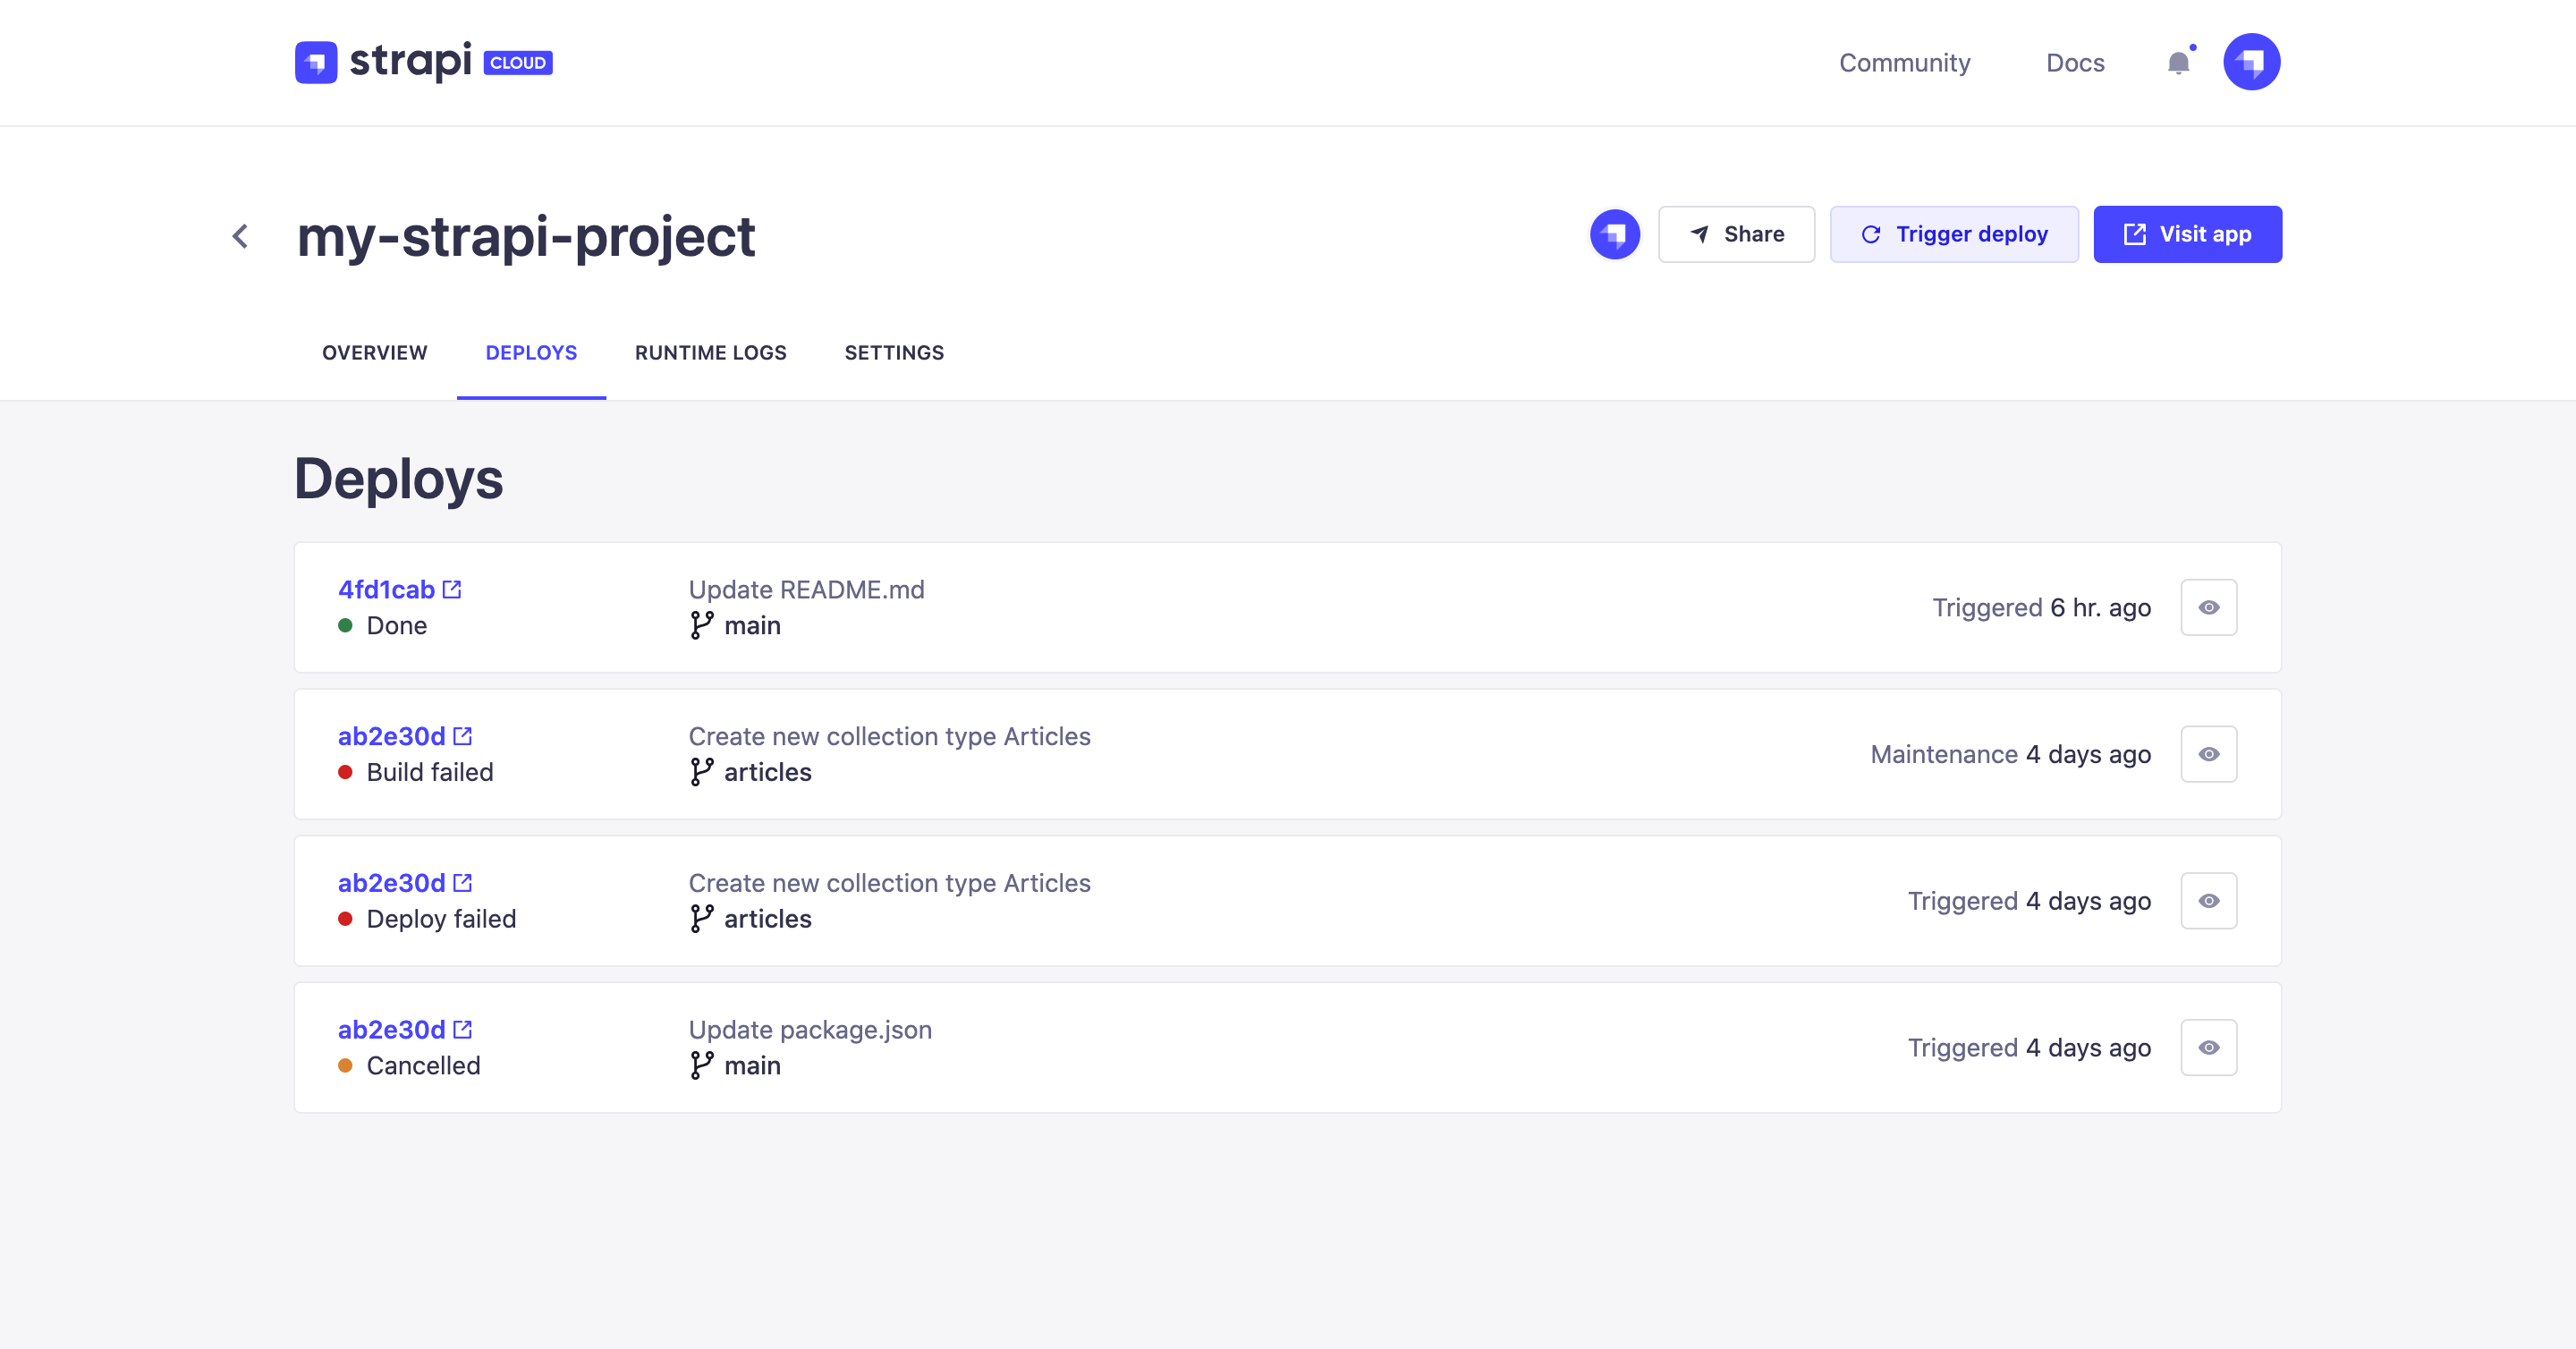 strapi CLOUD
Community Docs
my-strapi-project
Share Trigger deploy Visit app
OVERVIEW DEPLOYS RUNTIME LOGS SETTINGS
Deploys
4fd1cab
Done
Update README.md
main
Triggered 6 hr. ago
ab2e30d
Build failed
Create new collection type Articles
articles
Maintenance 4 days ago
ab2e30d
Deploy failed
Create new collection type Articles
articles
Triggered 4 days ago
ab2e30d
Cancelled
Update package.json
main
Triggered 4 days ago